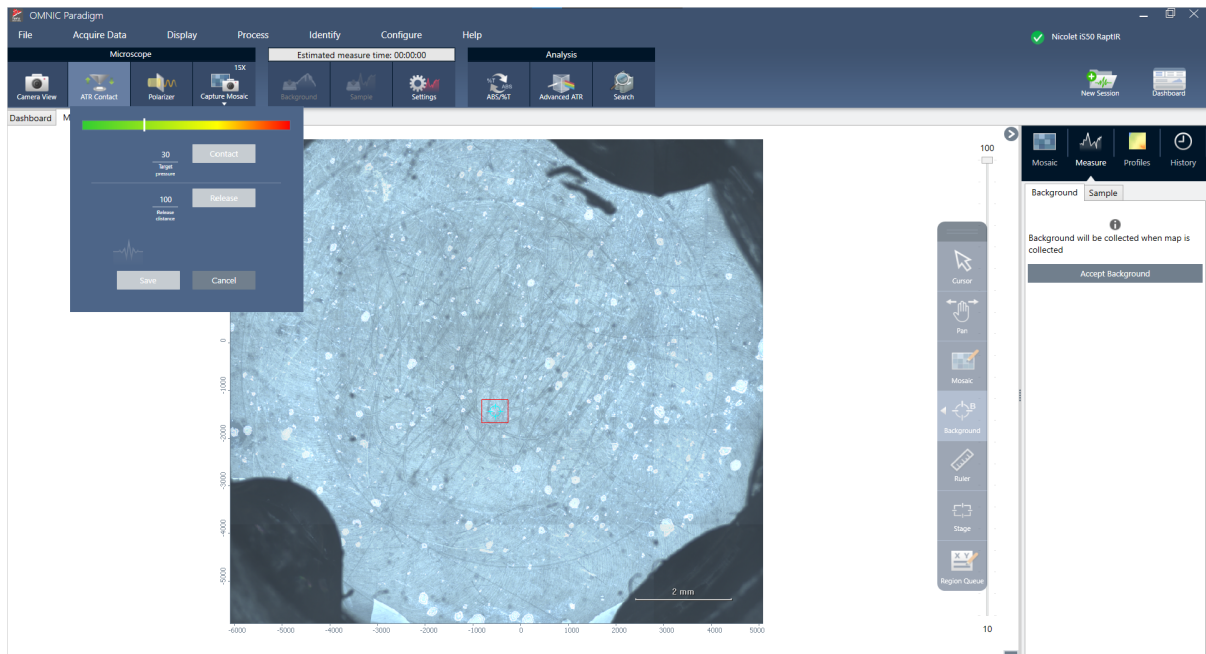 OMNIC Paradigm
File Acquire Data Display Process Identify Configure Help
Nicolet iS50 RaptIR
Microscope
Estimated measure time: 00:00:00
Analysis
Camera View
ATR Contact
Polarizer
15X
Capture Mosaic
Background
Sample
Settings
%T ABS
ABS/%T
Advanced ATR
Search
New Session
Dashboard
Dashboard M
30
Target
pressure
Contact
100
Release
distance
Release
Save Cancel
0
-1000
-2000
-3000
-4000
-5000
-6000 -5000 -4000 -3000 -2000 -1000 0 1000 2000 3000 4000 5000
2 mm
100
10
Cursor
Pan
Mosaic
B
Background
Ruler
Stage
X Y
Region Queue
Mosaic Measure Profiles History
Background Sample
Background will be collected when map is
collected
Accept Background